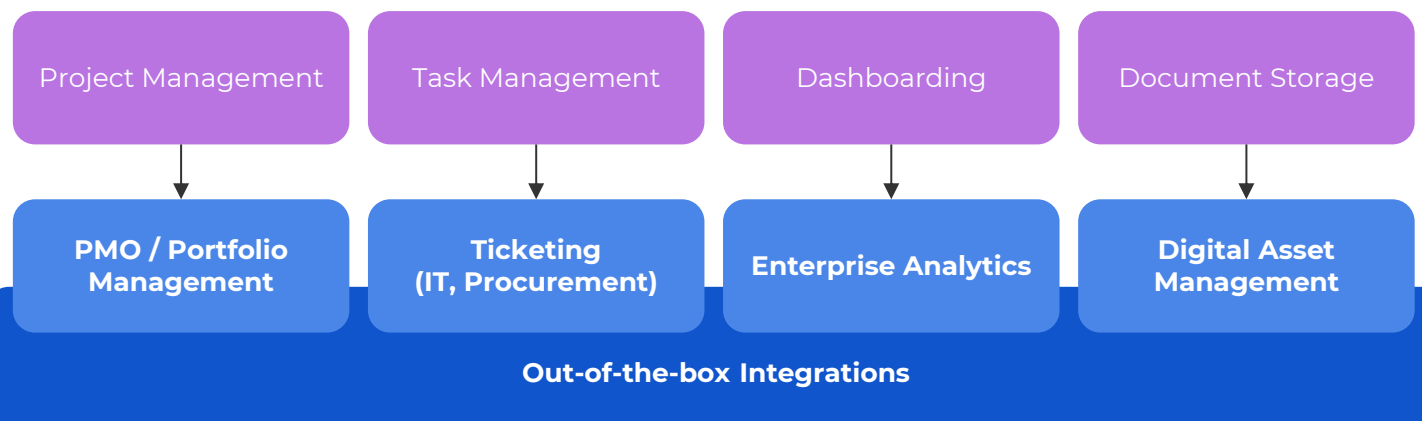 Project Management
Task Management
Dashboarding
Document Storage
PMO / Portfolio
Management
Ticketing
(IT, Procurement)
Enterprise Analytics
Digital Asset
Management
Out-of-the-box Integrations